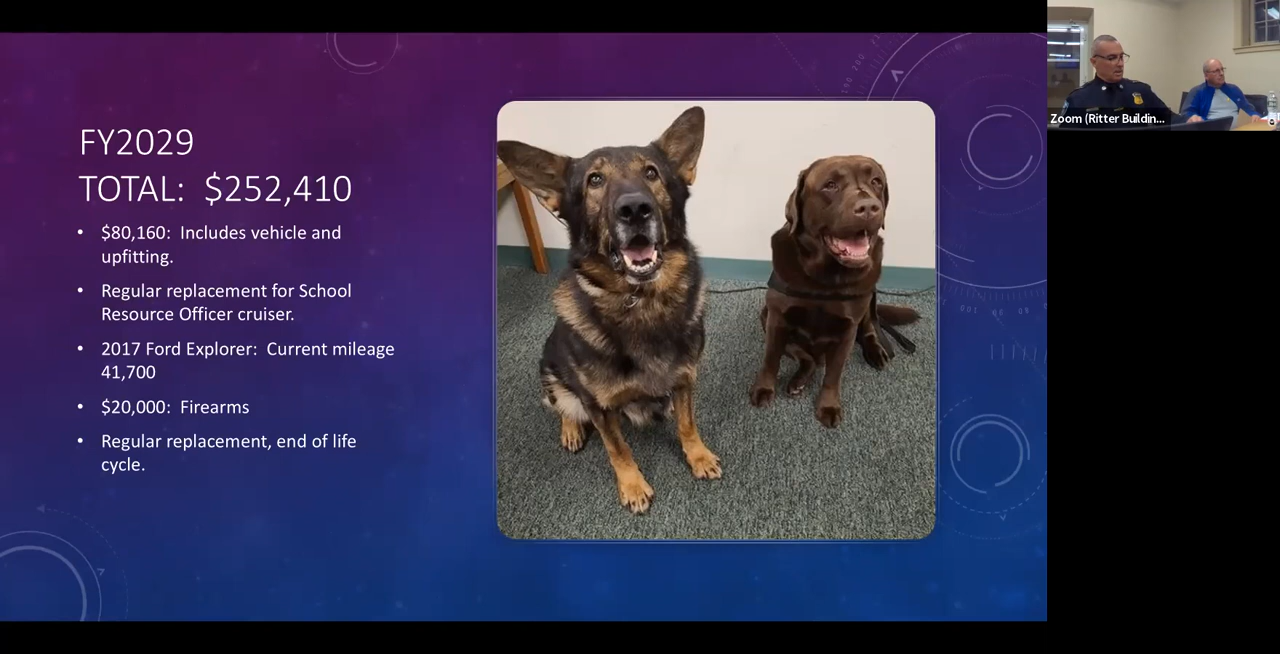 FY2029
TOTAL: $252,410
• $80,160: Includes vehicle and
upfitting.
• Regular replacement for School
Resource Officer cruiser.
• 2017 Ford Explorer: Current mileage
41,700
• $20,000: Firearms
• Regular replacement, end of life
cycle.
Zoom (Ritter Buildin...